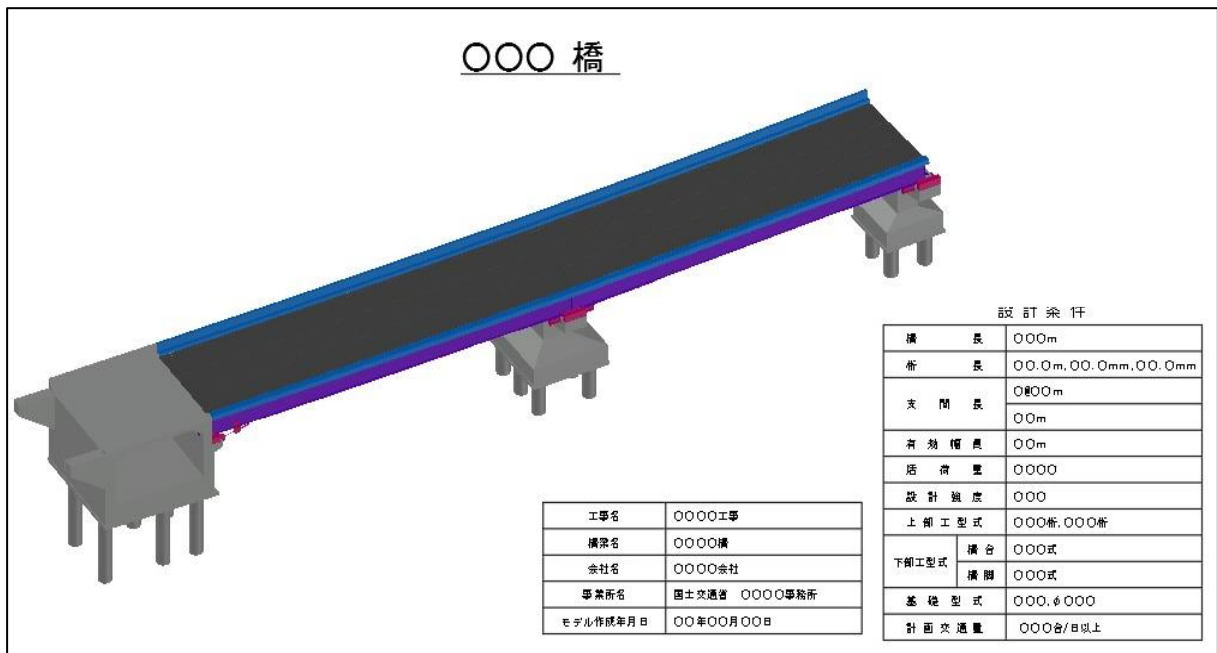 〇〇〇 橋
設計条件
橋長 〇〇〇m
桁長 〇〇.〇m,〇〇.〇mm,〇〇.〇mm
支間長 〇@〇〇m
〇〇m
有効幅員 〇〇m
活荷重 〇〇〇〇
設計強度 〇〇〇
上部工型式 〇〇〇桁,〇〇〇桁
下部工型式 橋台 〇〇〇式
橋脚 〇〇〇式
基礎型式 〇〇〇,φ〇〇〇
計画交通量 〇〇〇台/日以上
工事名 〇〇〇〇工事
橋梁名 〇〇〇〇橋
会社名 〇〇〇〇会社
事業所名 国土交通省 〇〇〇〇事務所
モデル作成年月日 〇〇年〇〇月〇〇日